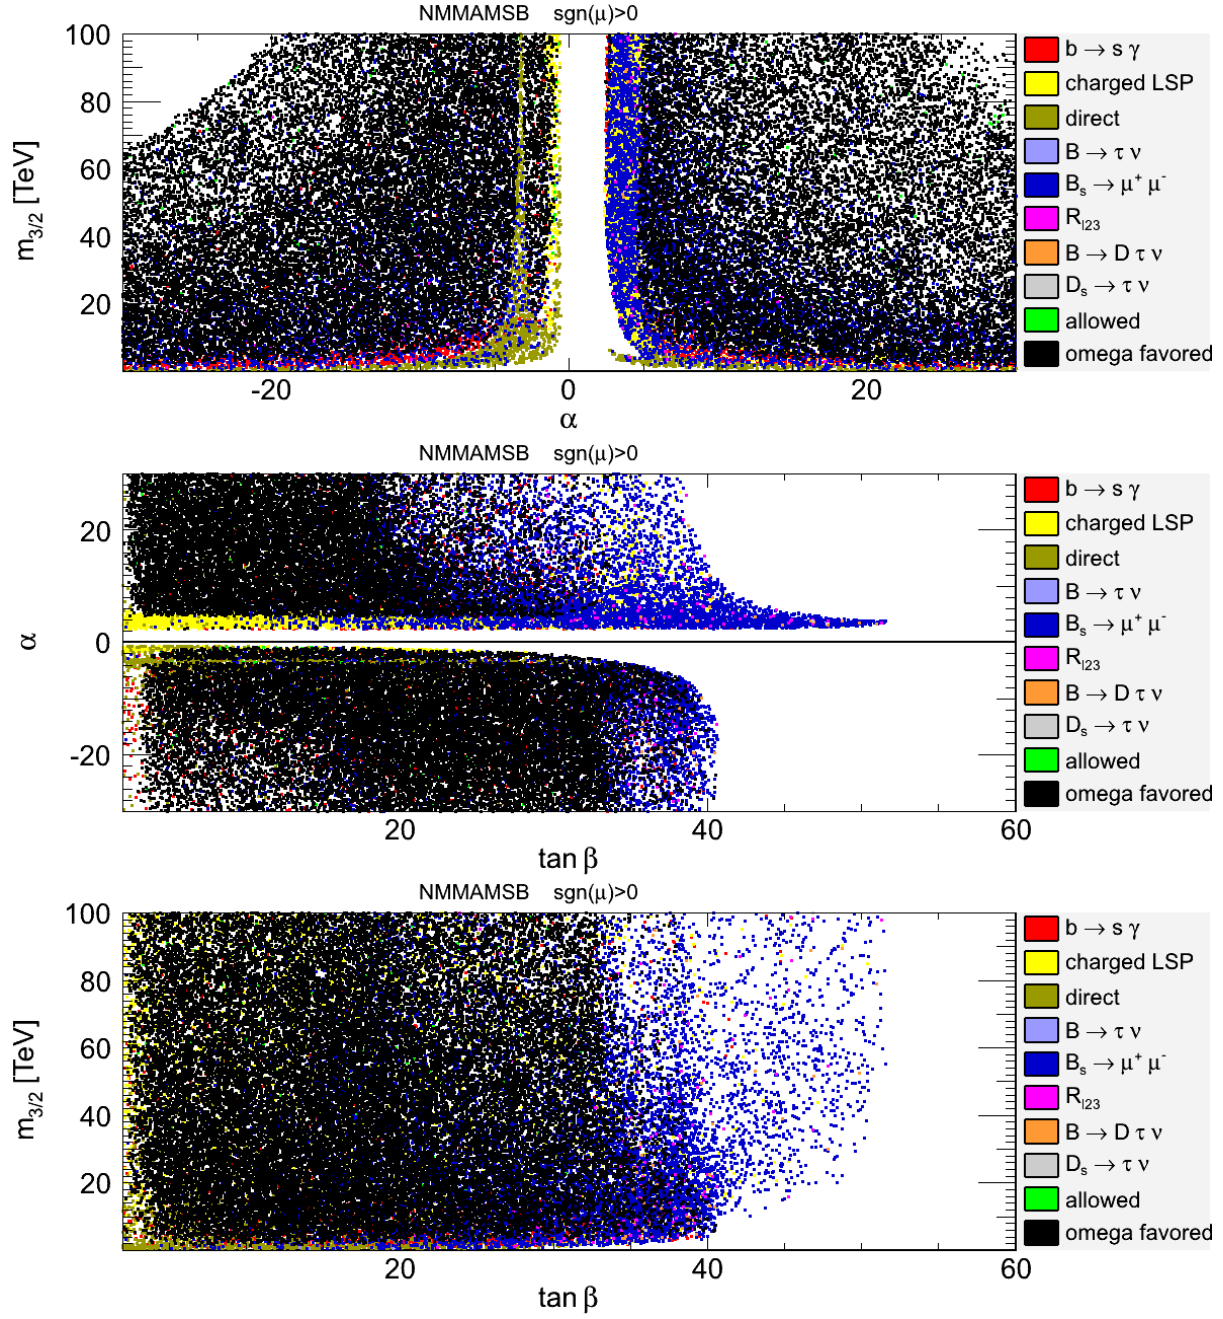 NMMAMSB sgn(μ)>0
100
80
60
40
20
m3/2 [TeV]
-20 0 20
α
b → s γ
charged LSP
direct
B → τ ν
Bs → μ+ μ-
Rl23
B → D τ ν
Ds → τ ν
allowed
omega favored
NMMAMSB sgn(μ)>0
20
0
-20
α
20 40 60
tan β
b → s γ
charged LSP
direct
B → τ ν
Bs → μ+ μ-
Rl23
B → D τ ν
Ds → τ ν
allowed
omega favored
NMMAMSB sgn(μ)>0
100
80
60
40
20
m3/2 [TeV]
20 40 60
tan β
b → s γ
charged LSP
direct
B → τ ν
Bs → μ+ μ-
Rl23
B → D τ ν
Ds → τ ν
allowed
omega favored